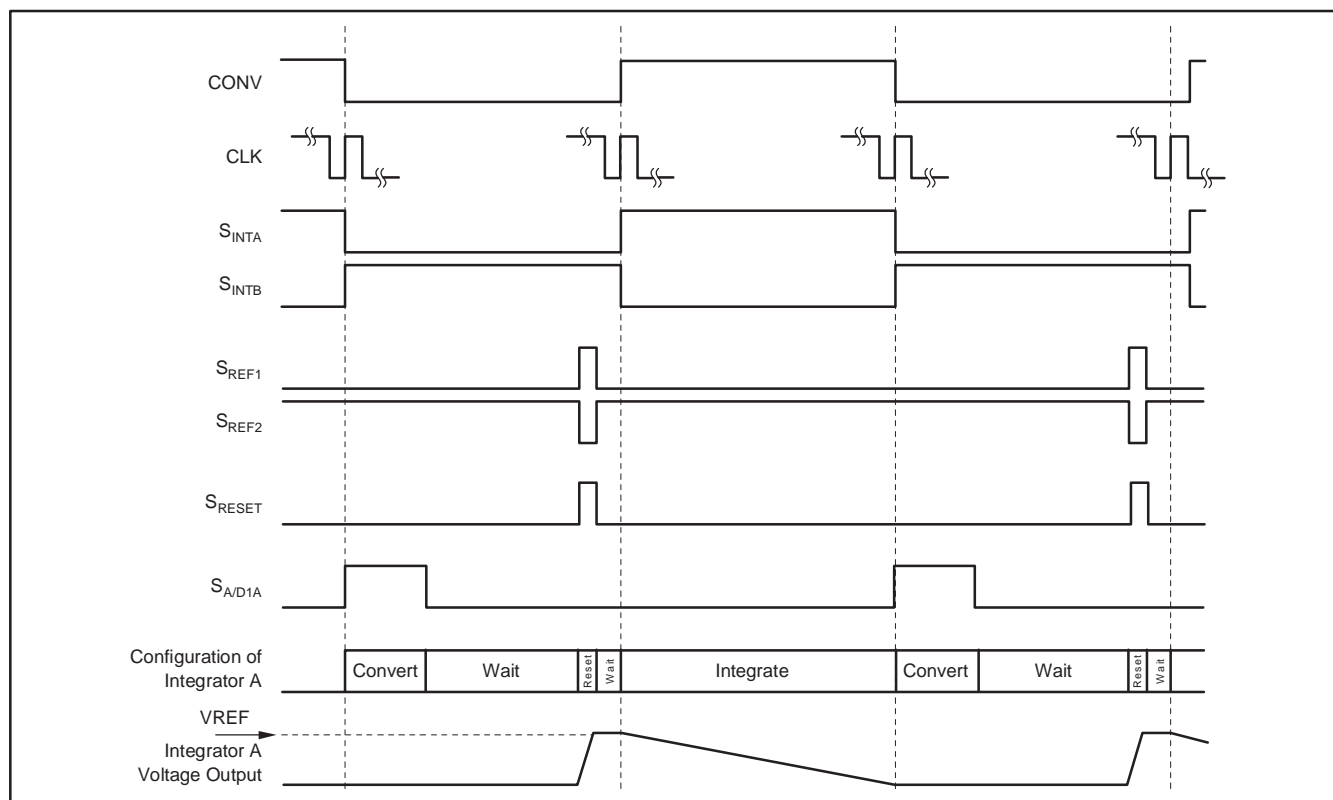 CONV
CLK
SINTA
SINTB
SREF1
SREF2
SRESET
SA/D1A
Configuration of
Integrator A
Convert Wait Reset Wait Integrate Convert Wait Reset Wait
VREF
Integrator A
Voltage Output